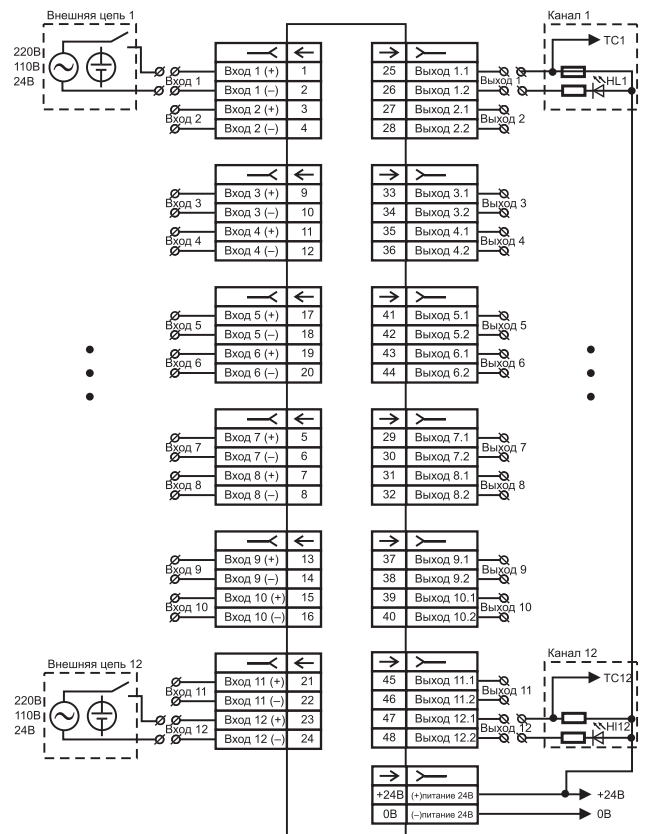 Внешняя цепь 1
220В
110В
24В
Вход 1
Вход 1 (+) 1
Вход 1 (–) 2
Вход 2
Вход 2 (+) 3
Вход 2 (–) 4
25 Выход 1.1
26 Выход 1.2
Выход 1
27 Выход 2.1
28 Выход 2.2
Выход 2
Канал 1
TC1
HL1
Вход 3
Вход 3 (+) 9
Вход 3 (–) 10
Вход 4
Вход 4 (+) 11
Вход 4 (–) 12
33 Выход 3.1
34 Выход 3.2
Выход 3
35 Выход 4.1
36 Выход 4.2
Выход 4
Вход 5
Вход 5 (+) 17
Вход 5 (–) 18
Вход 6
Вход 6 (+) 19
Вход 6 (–) 20
41 Выход 5.1
42 Выход 5.2
Выход 5
43 Выход 6.1
44 Выход 6.2
Выход 6
Вход 7
Вход 7 (+) 5
Вход 7 (–) 6
Вход 8
Вход 8 (+) 7
Вход 8 (–) 8
29 Выход 7.1
30 Выход 7.2
Выход 7
31 Выход 8.1
32 Выход 8.2
Выход 8
Вход 9
Вход 9 (+) 13
Вход 9 (–) 14
Вход 10
Вход 10 (+) 15
Вход 10 (–) 16
37 Выход 9.1
38 Выход 9.2
Выход 9
39 Выход 10.1
40 Выход 10.2
Выход 10
Внешняя цепь 12
220В
110В
24В
Вход 11
Вход 11 (+) 21
Вход 11 (–) 22
Вход 12
Вход 12 (+) 23
Вход 12 (–) 24
45 Выход 11.1
46 Выход 11.2
Выход 11
47 Выход 12.1
48 Выход 12.2
Выход 12
Канал 12
TC12
Hl12
+24В (+)питание 24В
+24В
0В (–)питание 24В
0В